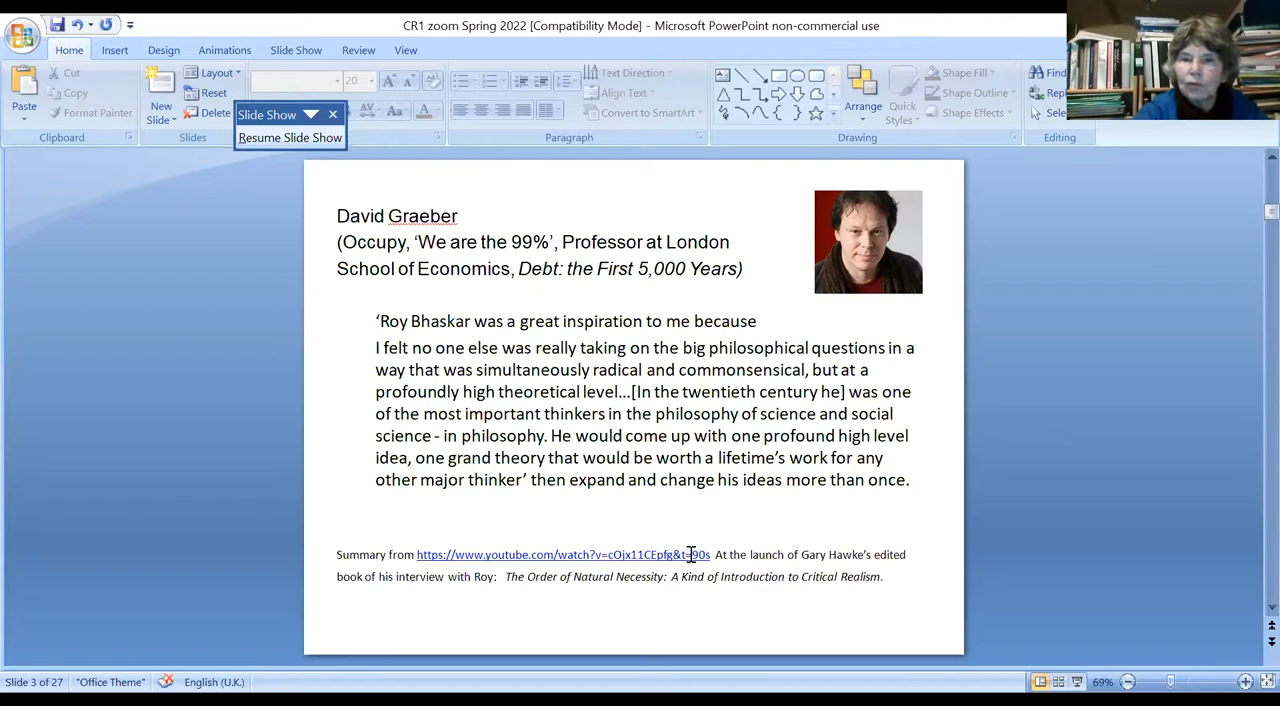 CR1 zoom Spring 2022 [Compatibility Mode] - Microsoft PowerPoint non-commercial use
Home Insert Design Animations Slide Show Review View
Cut
Copy
Format Painter
Paste
Clipboard
New
Slide
Layout
Reset
Delete
Slides
Slide Show
Resume Slide Show
20
Aa
A
Paragraph
Text Direction
Align Text
Convert to SmartArt
Arrange
Quick
Styles
Shape Fill
Shape Outline
Shape Effects
Drawing
Find
Editing
David Graeber
(Occupy, ‘We are the 99%’, Professor at London
School of Economics, Debt: the First 5,000 Years)
‘Roy Bhaskar was a great inspiration to me because
I felt no one else was really taking on the big philosophical questions in a
way that was simultaneously radical and commonsensical, but at a
profoundly high theoretical level...[In the twentieth century he] was one
of the most important thinkers in the philosophy of science and social
science - in philosophy. He would come up with one profound high level
idea, one grand theory that would be worth a lifetime’s work for any
other major thinker’ then expand and change his ideas more than once.
Summary from https://www.youtube.com/watch?v=cOjx11CEpfg&t=90s At the launch of Gary Hawke’s edited
book of his interview with Roy: The Order of Natural Necessity: A Kind of Introduction to Critical Realism.
Slide 3 of 27 "Office Theme" English (U.K.) 69%